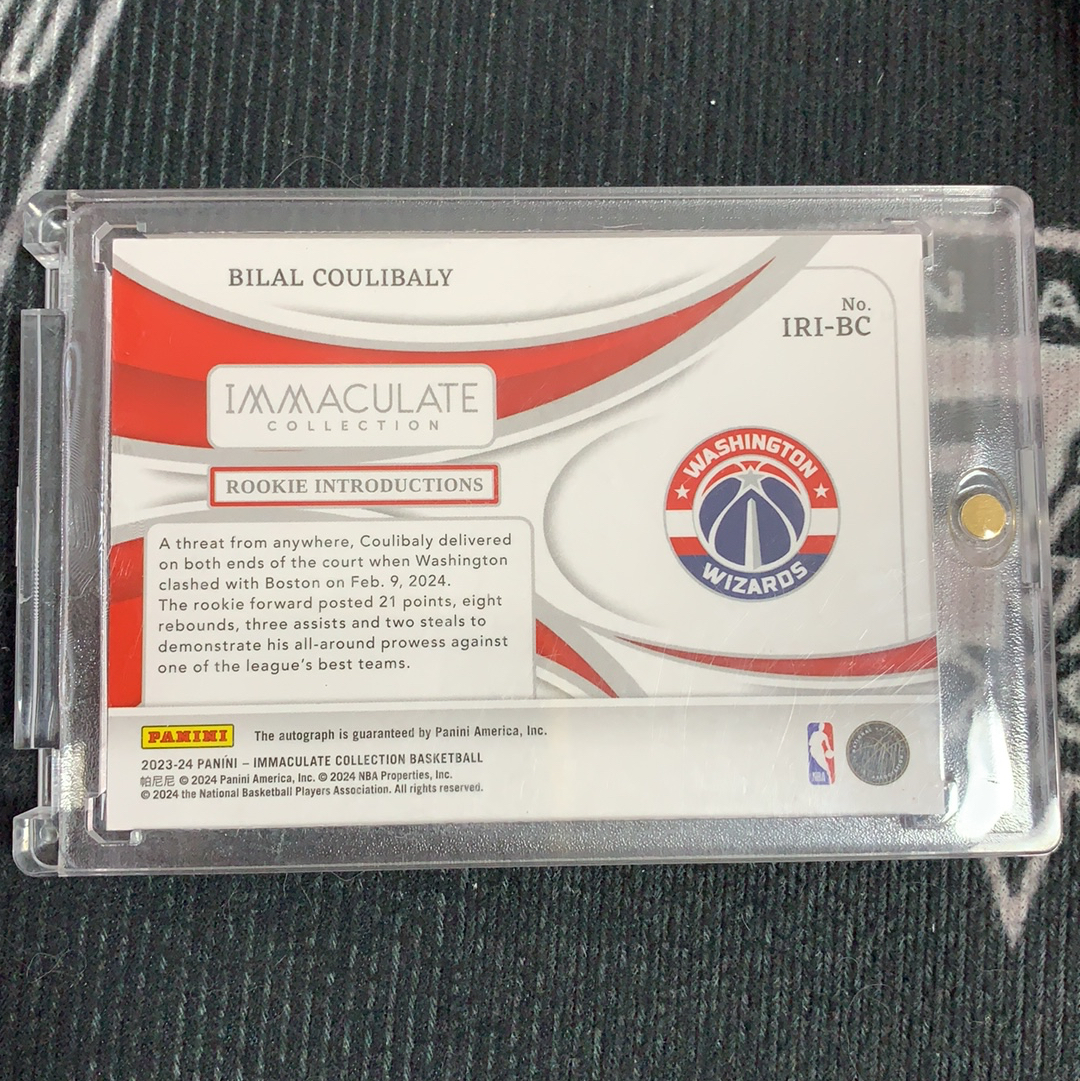 BILAL COULIBALY
No.
IRI-BC
IMMACULATE
COLLECTION
ROOKIE INTRODUCTIONS
WASHINGTON
WIZARDS
A threat from anywhere, Coulibaly delivered
on both ends of the court when Washington
clashed with Boston on Feb. 9, 2024.
The rookie forward posted 21 points, eight
rebounds, three assists and two steals to
demonstrate his all-around prowess against
one of the league's best teams.
PANINI
The autograph is guaranteed by Panini America, Inc.
2023-24 PANINI – IMMACULATE COLLECTION BASKETBALL
帕尼尼 © 2024 Panini America, Inc. © 2024 NBA Properties, Inc.
© 2024 the National Basketball Players Association. All rights reserved.
NBA